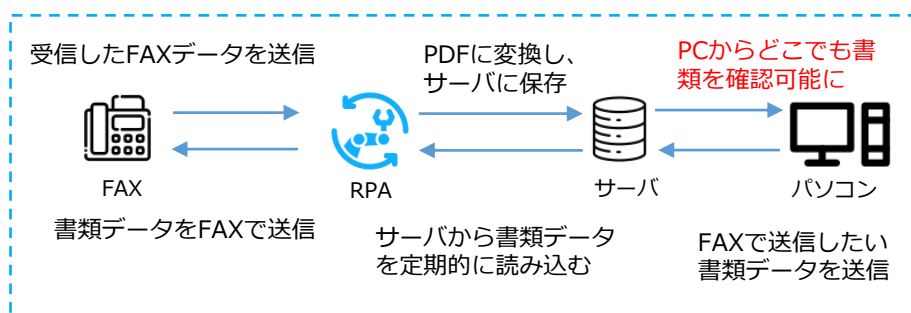 受信したFAXデータを送信
PDFに変換し、
サーバに保存
PCからどこでも書
類を確認可能に
FAX
RPA
サーバ
パソコン
書類データをFAXで送信
サーバから書類データ
を定期的に読み込む
FAXで送信したい
書類データを送信